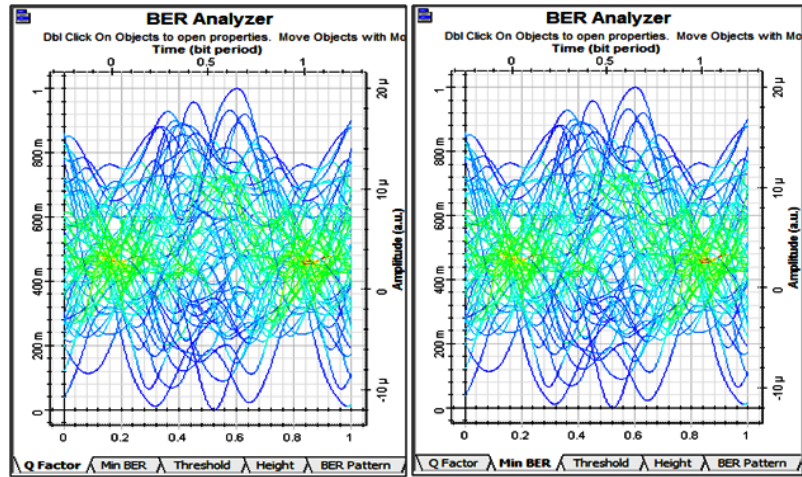 BER Analyzer
Dbl Click On Objects to open properties. Move Objects with Mo
Time (bit period)
0 0.5 1
1
800 m
600 m
400 m
200 m
0
20 µ
10 µ
0
-10 µ
Amplitude (a.u.)
0 0.2 0.4 0.6 0.8 1
Q Factor Min BER Threshold Height BER Pattern
BER Analyzer
Dbl Click On Objects to open properties. Move Objects with Mo
Time (bit period)
0 0.5 1
1
800 m
600 m
400 m
200 m
0
20 µ
10 µ
0
-10 µ
Amplitude (a.u.)
0 0.2 0.4 0.6 0.8 1
Q Factor Min BER Threshold Height BER Pattern